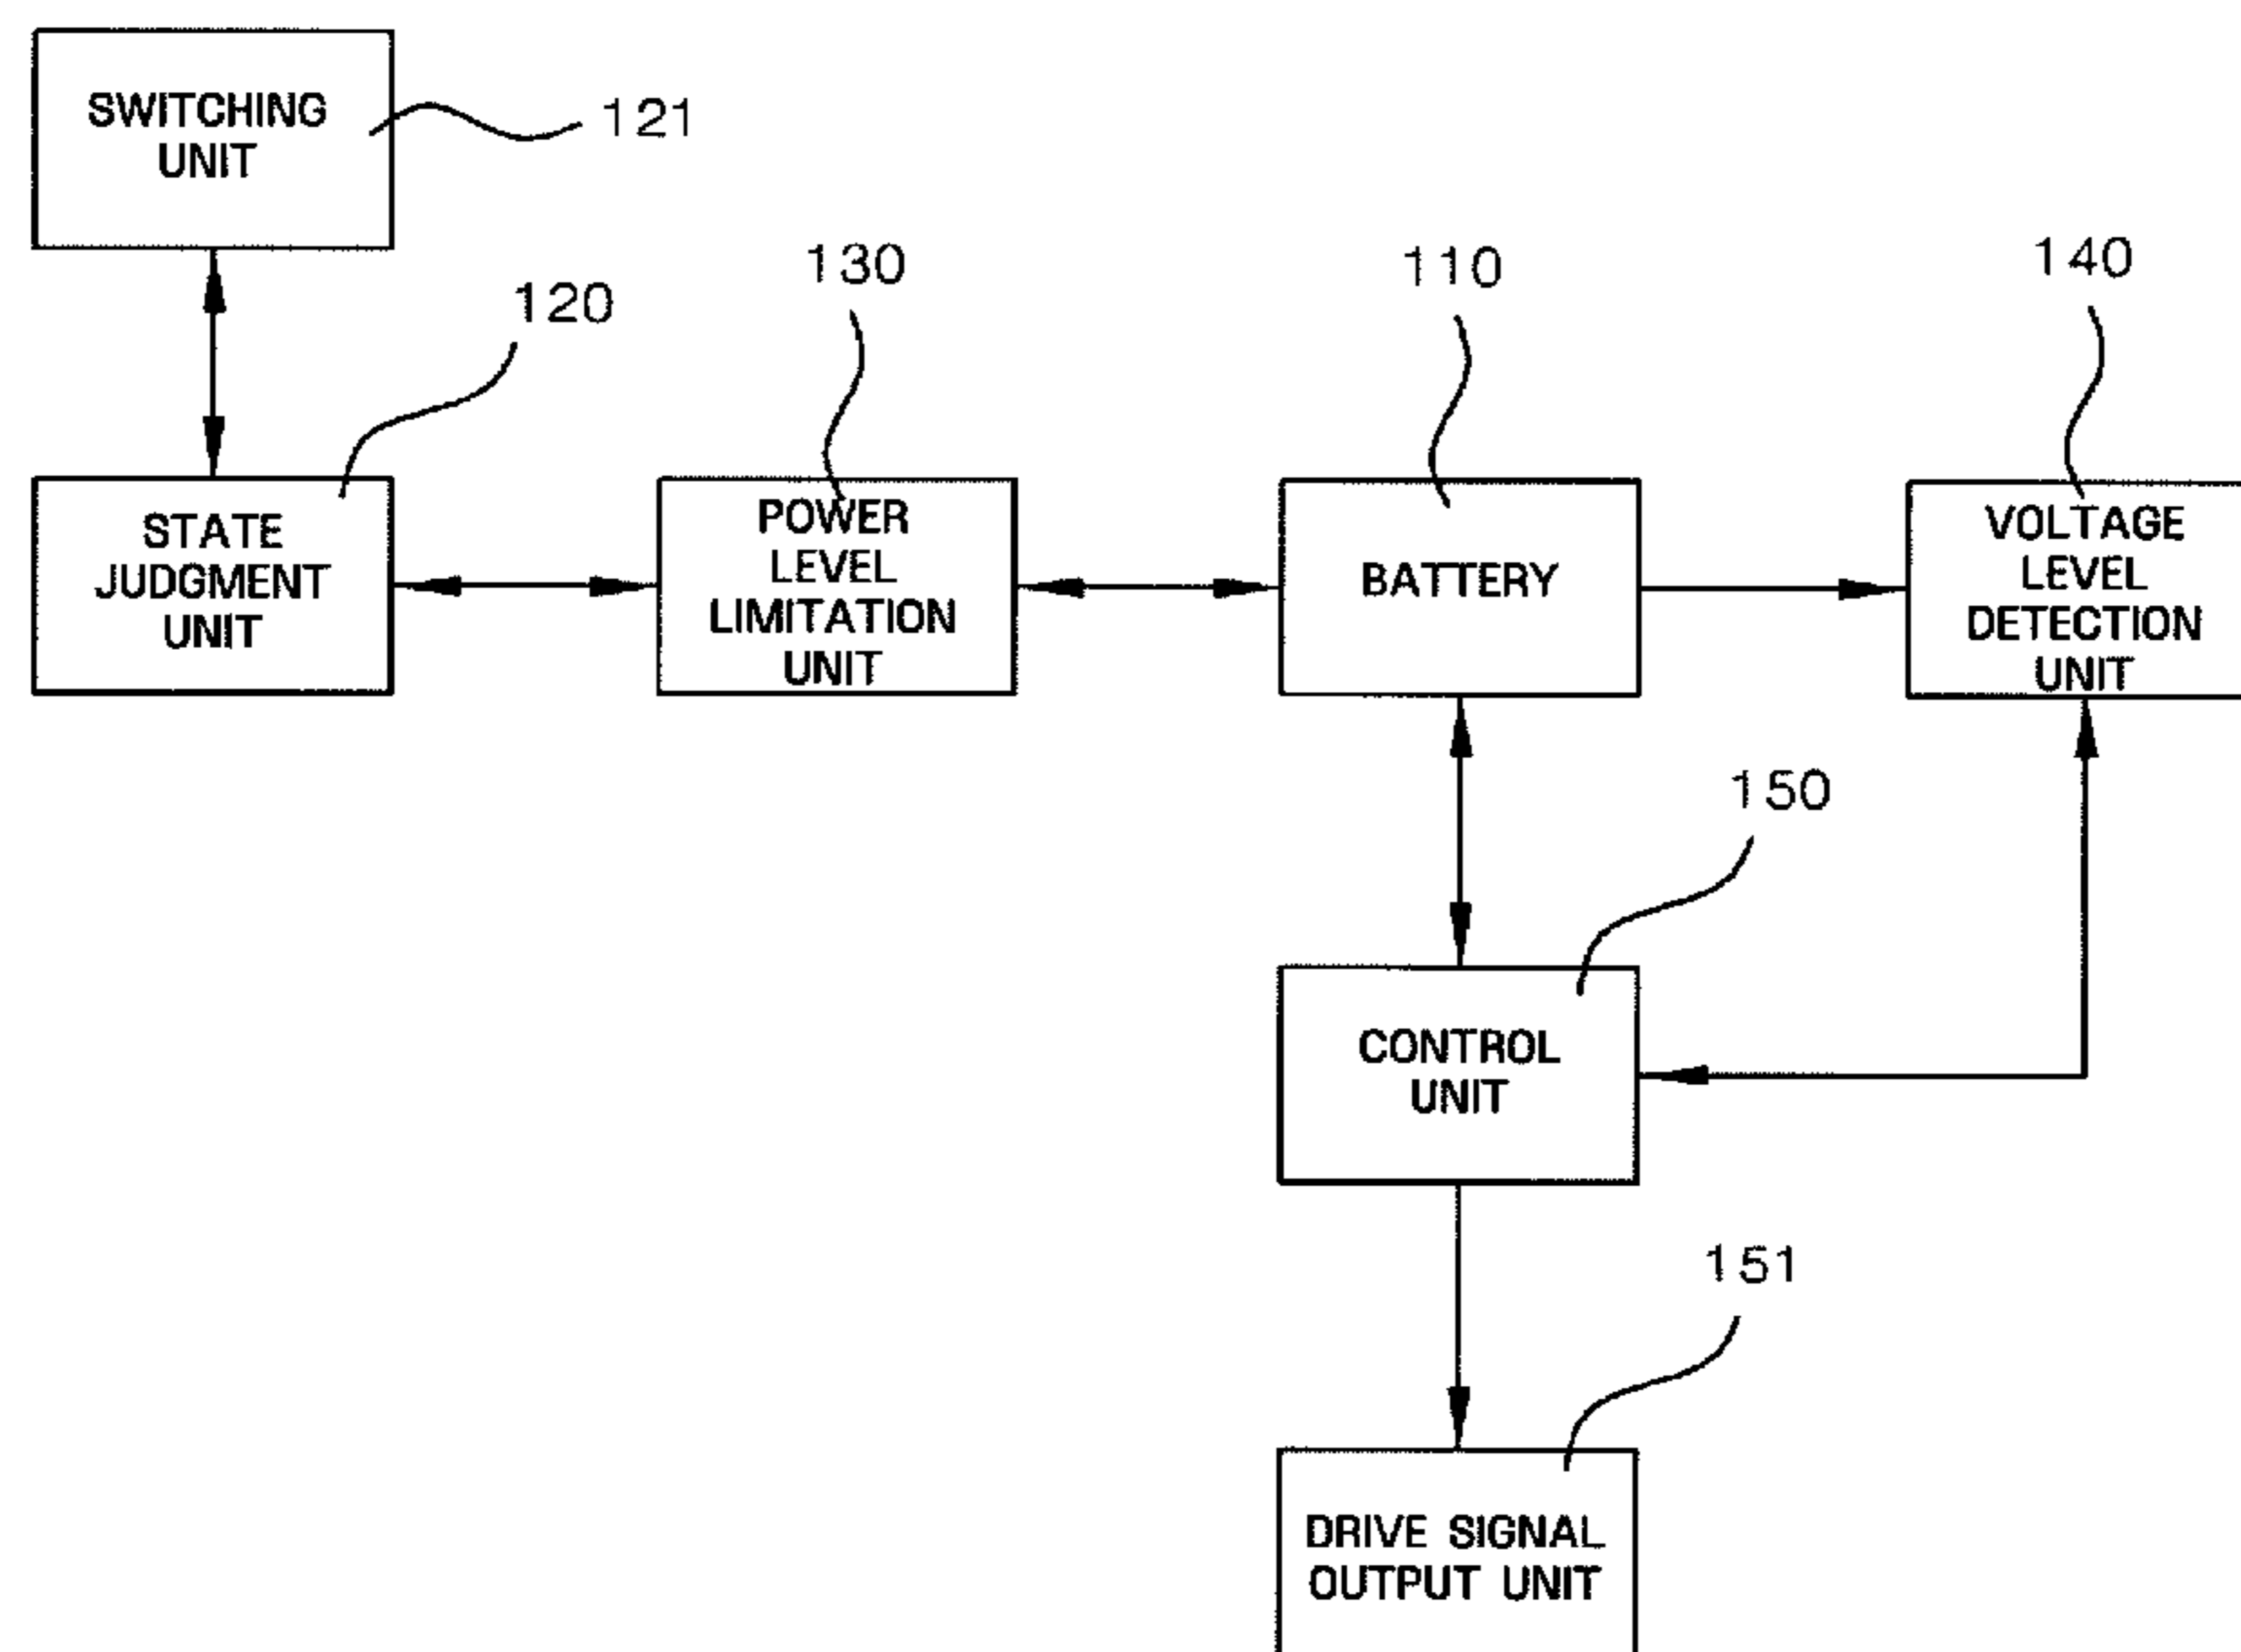 SWITCHING
UNIT
121
120
130
110
140
STATE
JUDGMENT
UNIT
POWER
LEVEL
LIMITATION
UNIT
BATTERY
VOLTAGE
LEVEL
DETECTION
UNIT
150
CONTROL
UNIT
151
DRIVE SIGNAL
OUTPUT UNIT